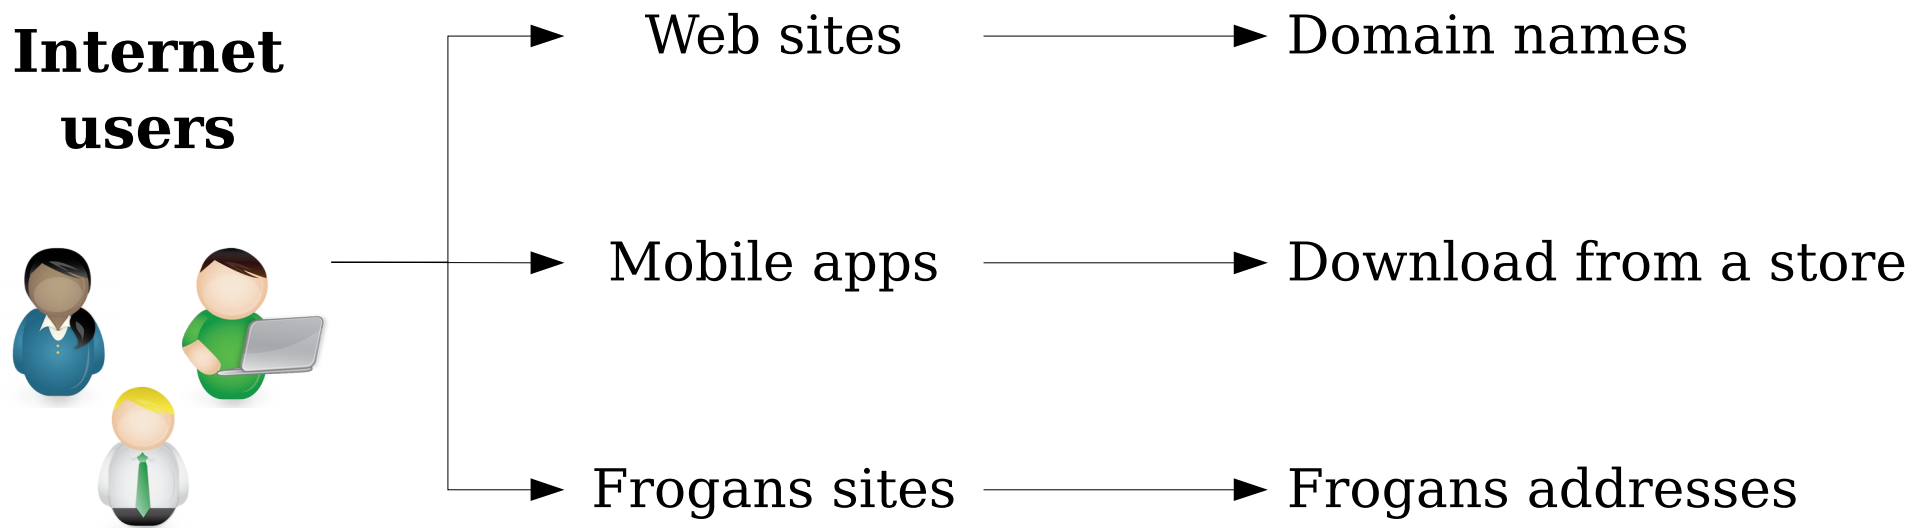 Internet
users
Web sites
Domain names
Mobile apps
Download from a store
Frogans sites
Frogans addresses